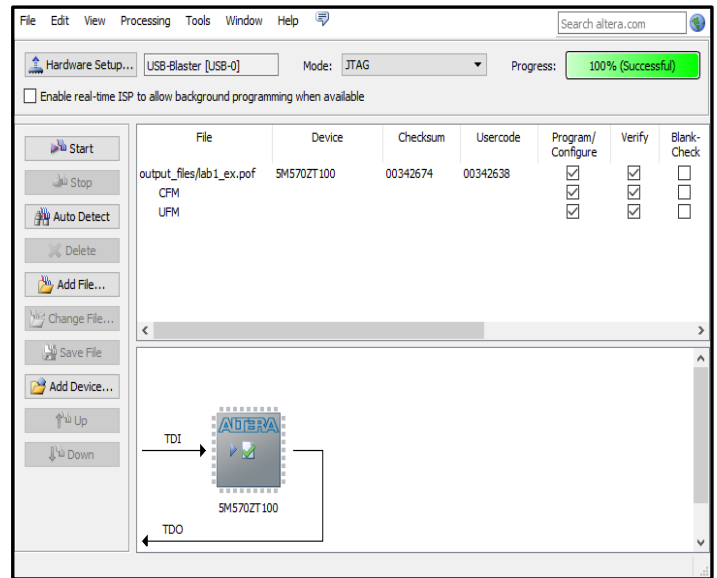 File Edit View Processing Tools Window Help Search altera.com
Hardware Setup... USB-Blaster [USB-0] Mode: JTAG Progress: 100% (Successful)
Enable real-time ISP to allow background programming when available
Start
Stop
Auto Detect
Delete
Add File...
Change File...
Save File
Add Device...
Up
Down
File Device Checksum Usercode Program/ Verify Blank-
Configure Check
output_files/lab1_ex.pof 5M570ZT100 00342674 00342638
CFM
UFM
ALTERA
TDI
5M570ZT100
TDO